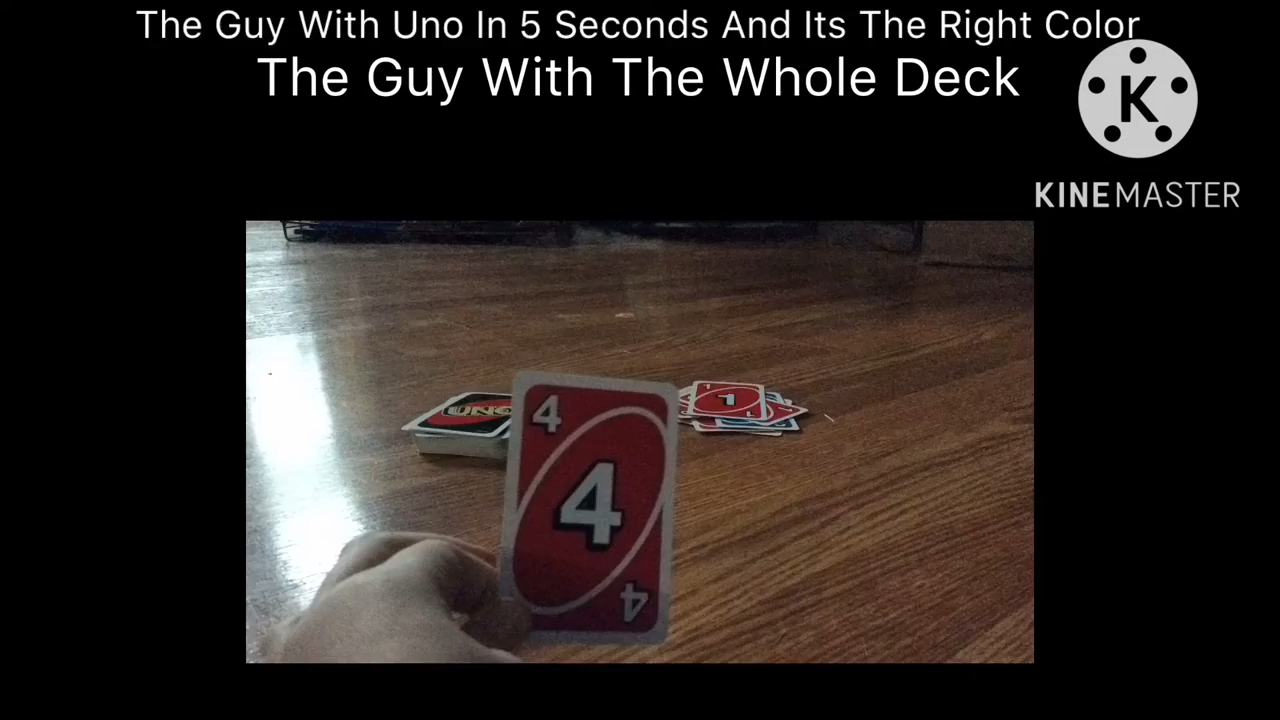 The Guy With Uno In 5 Seconds And Its The Right Color
The Guy With The Whole Deck
K
KINEMASTER
UNO
4
4
4
1